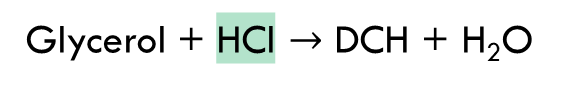 Glycerol + HCl → DCH + H₂O